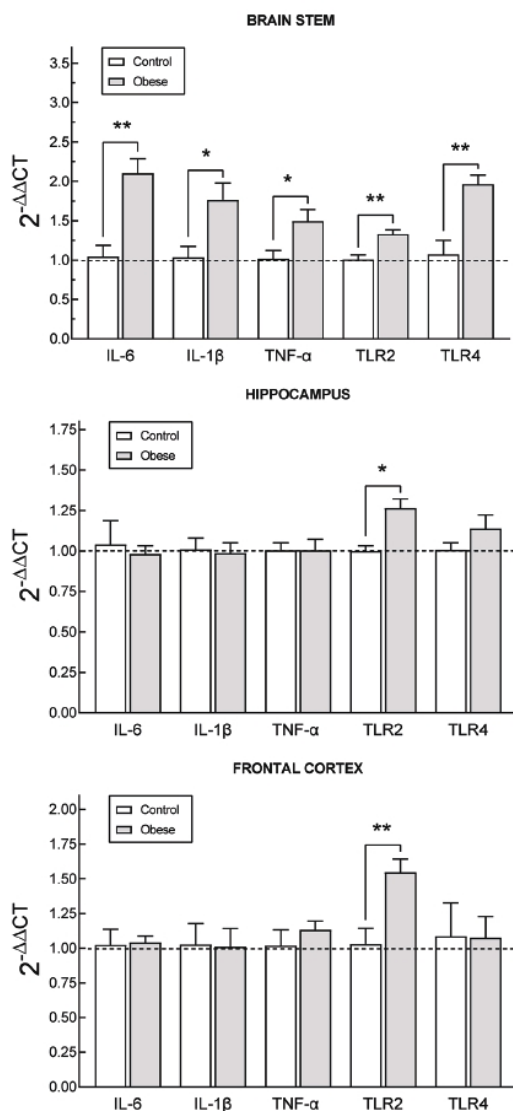 BRAIN STEM
Control
Obese
2^-ΔΔCT
3.5
3.0
2.5
2.0
1.5
1.0
0.5
0.0
**
*
*
**
**
IL-6 IL-1β TNF-α TLR2 TLR4
HIPPOCAMPUS
Control
Obese
2^-ΔΔCT
1.75
1.50
1.25
1.00
0.75
0.50
0.25
0.00
*
IL-6 IL-1β TNF-α TLR2 TLR4
FRONTAL CORTEX
Control
Obese
2^-ΔΔCT
2.00
1.75
1.50
1.25
1.00
0.75
0.50
0.25
0.00
**
IL-6 IL-1β TNF-α TLR2 TLR4